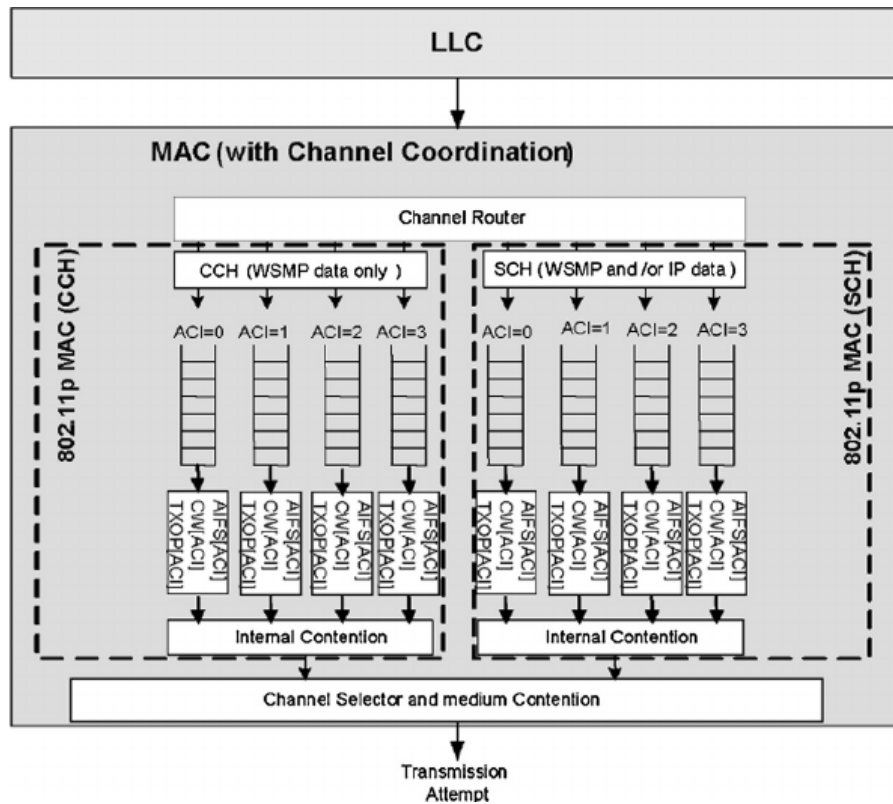 LLC
MAC (with Channel Coordination)
Channel Router
802.11p MAC (CCH)
CCH (WSMP data only )
ACI=0
ACI=1
ACI=2
ACI=3
AIFS[ACI]
CW[ACI]
TXOP[ACI]
AIFS[ACI]
CW[ACI]
TXOP[ACI]
AIFS[ACI]
CW[ACI]
TXOP[ACI]
AIFS[ACI]
CW[ACI]
TXOP[ACI]
Internal Contention
SCH (WSMP and /or IP data )
802.11p MAC (SCH)
ACI=0
ACI=1
ACI=2
ACI=3
AIFS[ACI]
CW[ACI]
TXOP[ACI]
AIFS[ACI]
CW[ACI]
TXOP[ACI]
AIFS[ACI]
CW[ACI]
TXOP[ACI]
AIFS[ACI]
CW[ACI]
TXOP[ACI]
Internal Contention
Channel Selector and medium Contention
Transmission
Attempt